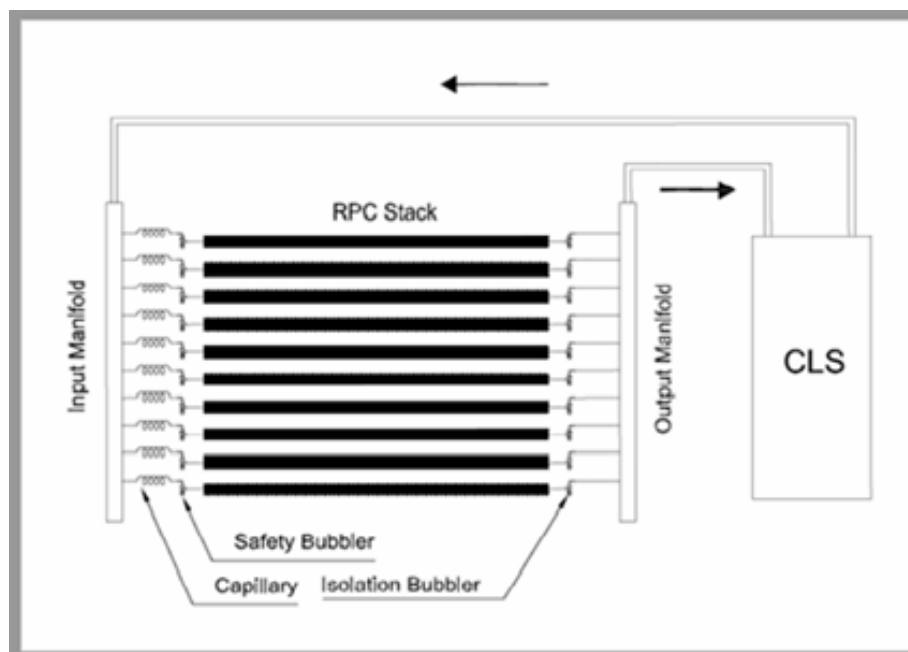 RPC Stack
Input Manifold
Output Manifold
CLS
Safety Bubbler
Capillary
Isolation Bubbler